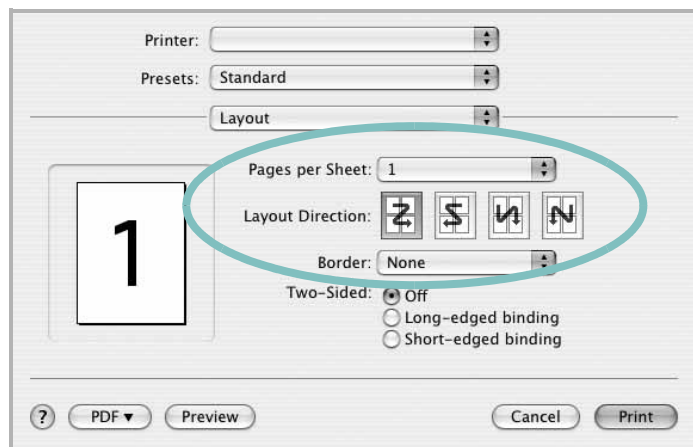 Printer:
Presets: Standard
Layout
Pages per Sheet: 1
Layout Direction:
Border: None
Two-Sided: Off
Long-edged binding
Short-edged binding
1
? PDF▼ Preview Cancel Print